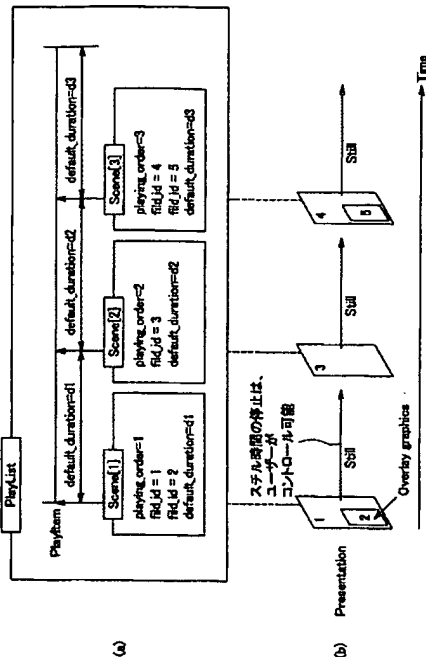 PlayList
PlayItem
default_duration=d1
default_duration=d2
default_duration=d3
Scene[1]
playing_order=1
fild_id = 1
fild_id = 2
default_duration=d1
Scene[2]
playing_order=2
fild_id = 3
default_duration=d2
Scene[3]
playing_order=3
fild_id = 4
fild_id = 5
default_duration=d3
(a)
ステル時間の停止は、
ユーザーが
コントロール可能
1
2
Still
3
Still
4
5
Still
Overlay graphics
Presentation
(b)
Time